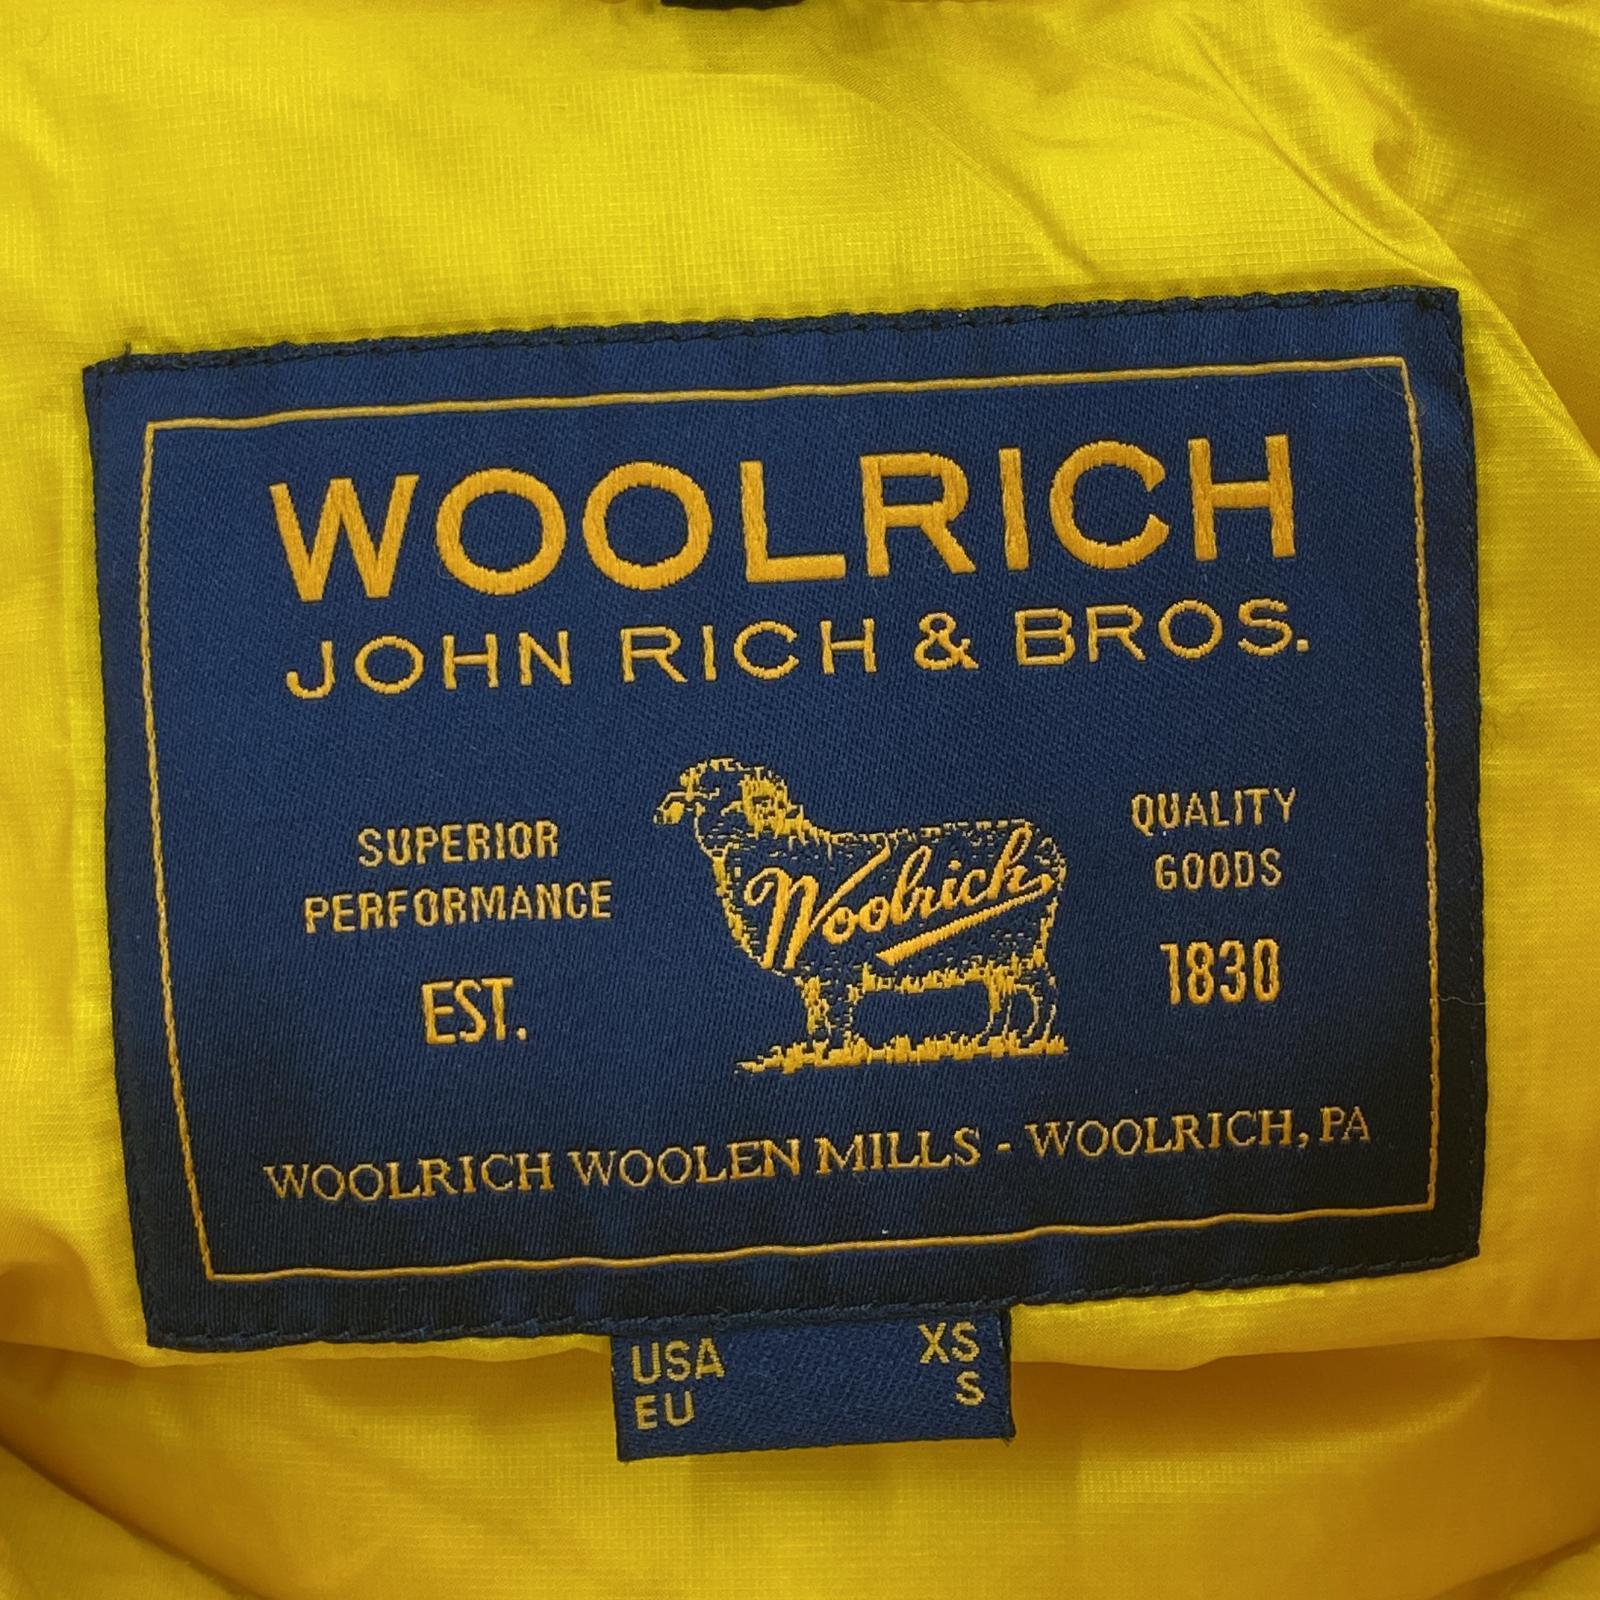 WOOLRICH
JOHN RICH & BROS.
SUPERIOR
PERFORMANCE
EST.
Woolrich
QUALITY
GOODS
1830
WOOLRICH WOOLEN MILLS - WOOLRICH, PA
USA XS
EU S